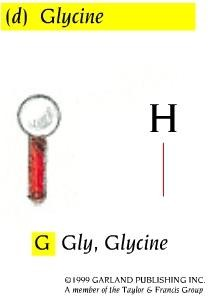 (d) Glycine
H
G Gly, Glycine
©1999 GARLAND PUBLISHING INC.
A member of the Taylor & Francis Group